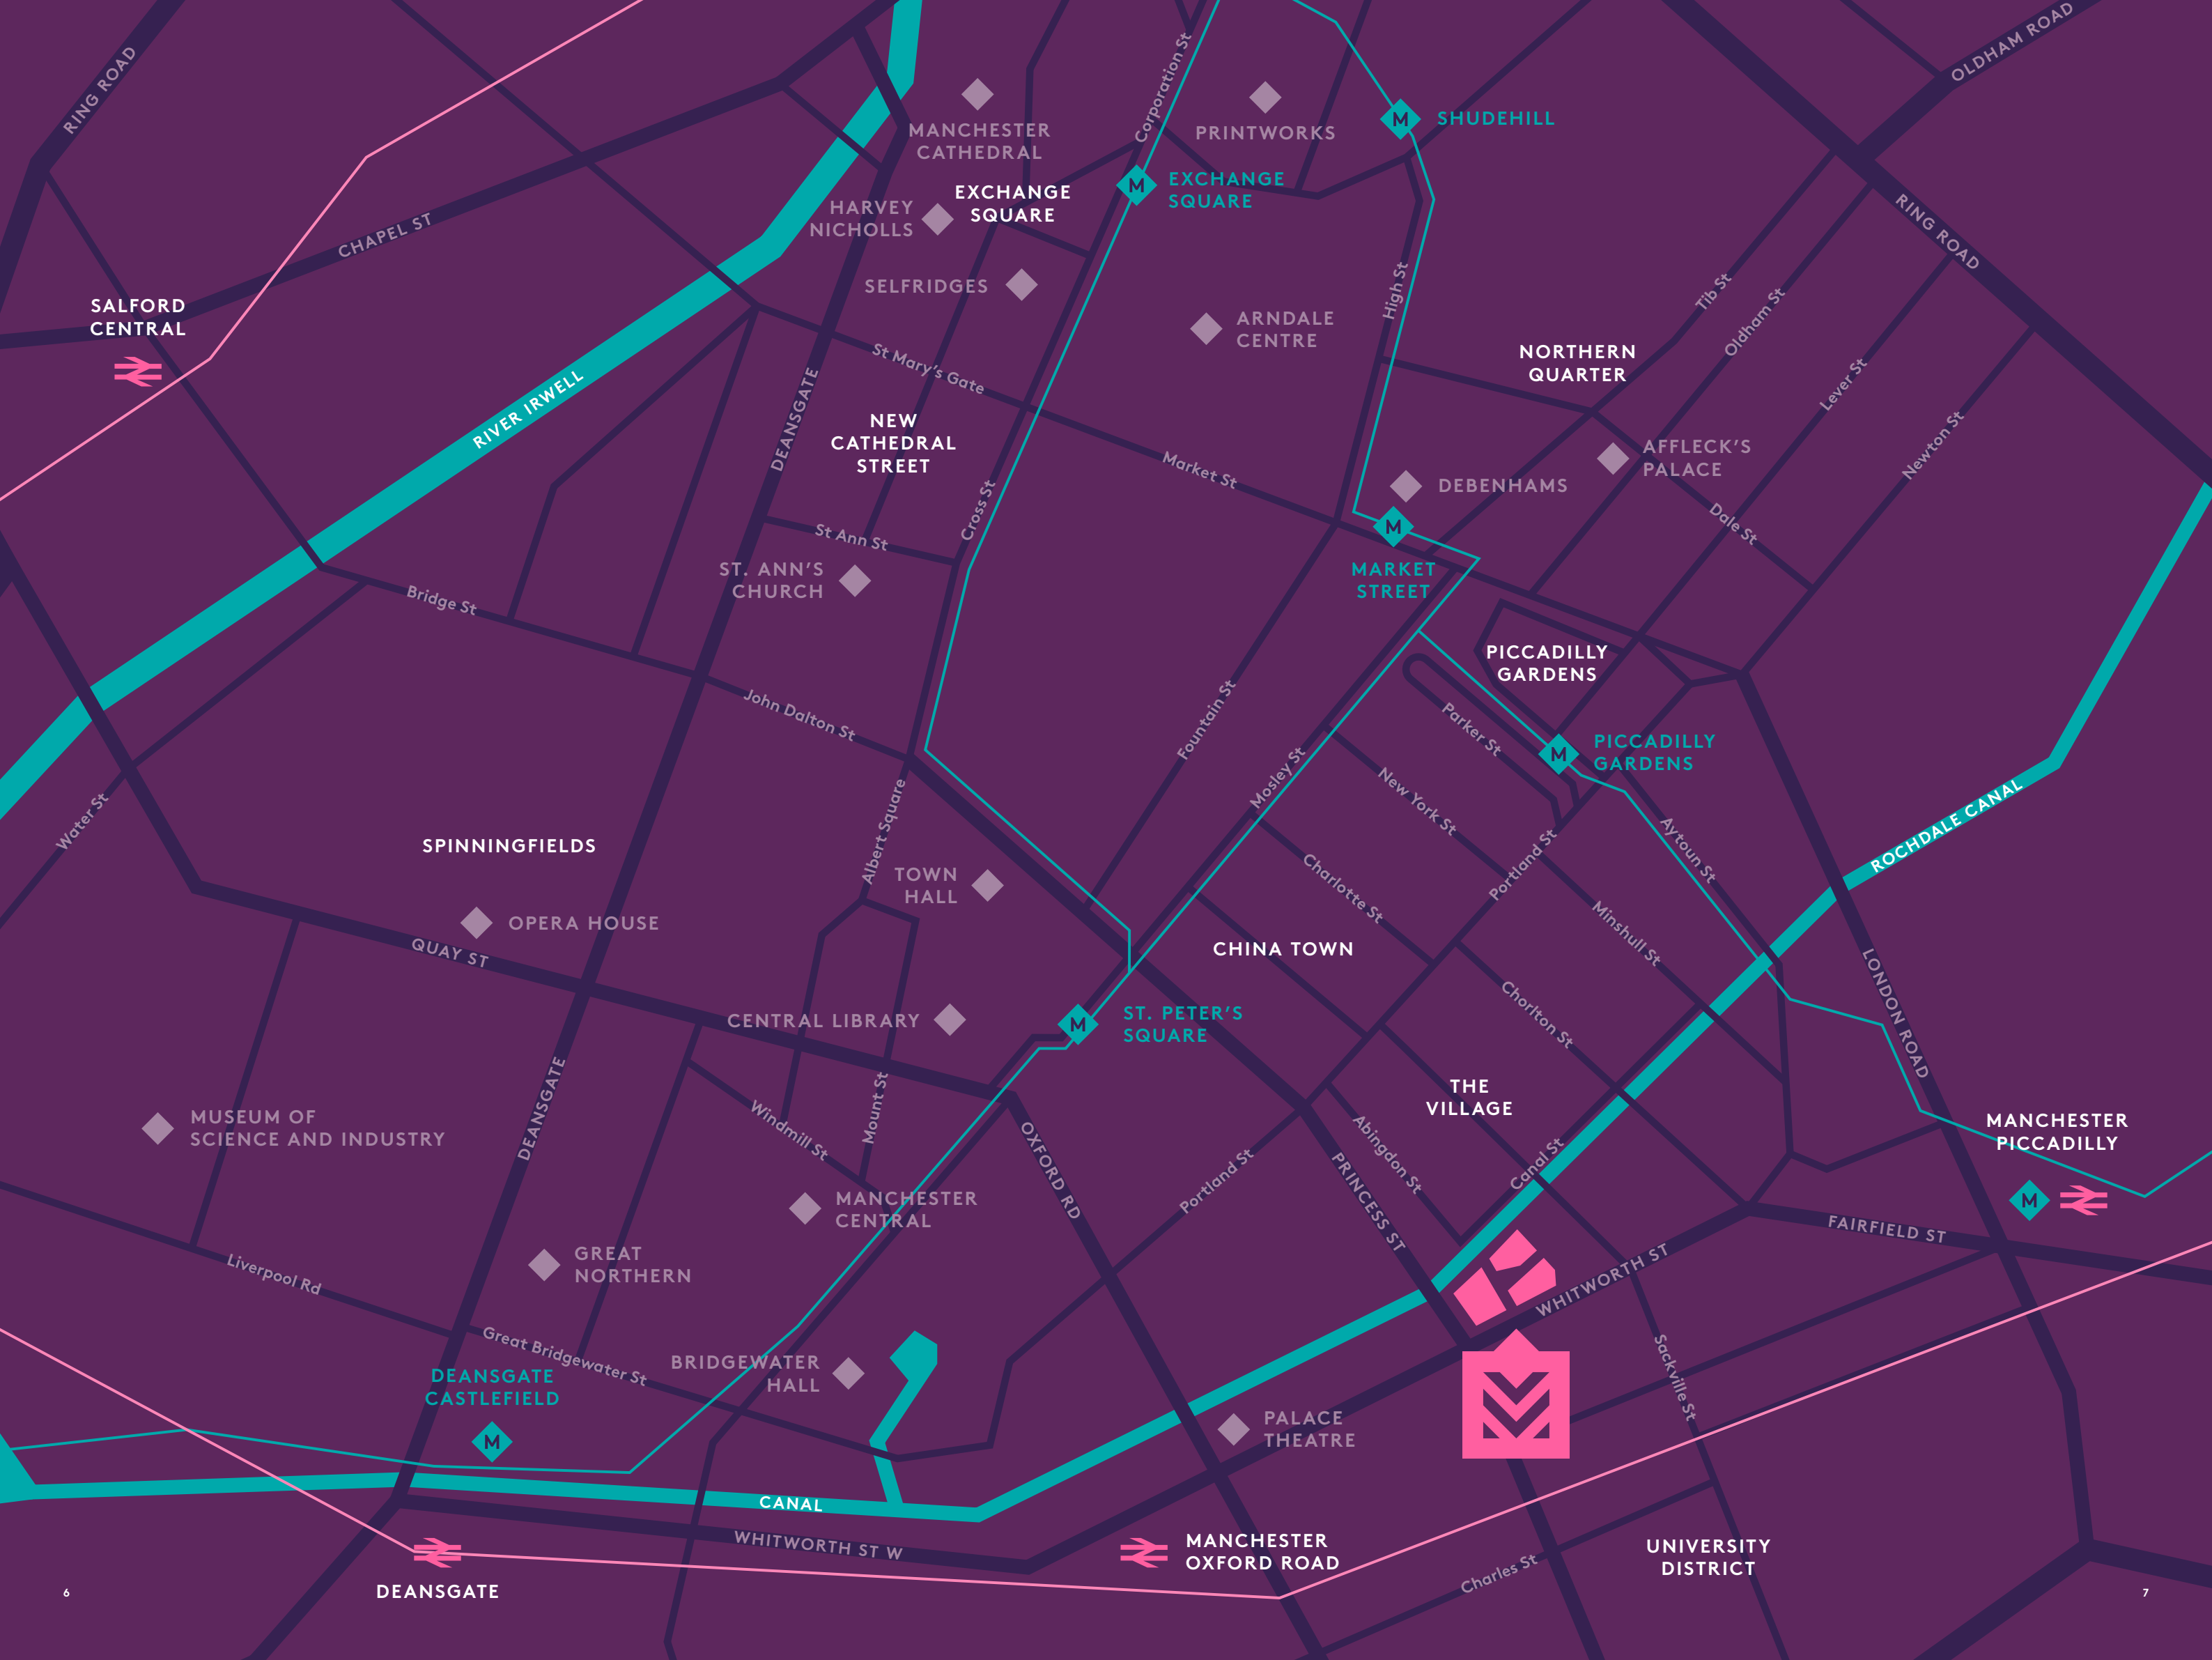 RING ROAD
OLDHAM ROAD
Corporation St
MANCHESTER
CATHEDRAL
PRINTWORKS
M
SHUDEHILL
CHAPEL ST
HARVEY
NICHOLLS
EXCHANGE
SQUARE
M
EXCHANGE
SQUARE
RING ROAD
SELFRIDGES
High St
Tib St
Oldham St
SALFORD
CENTRAL
ARNDALE
CENTRE
NORTHERN
QUARTER
St Mary's Gate
Lever St
RIVER IRWELL
DEANSGATE
NEW
CATHEDRAL
STREET
Market St
Newton St
AFFLECK'S
PALACE
DEBENHAMS
Cross St
St Ann St
M
Dale St
ST. ANN'S
CHURCH
MARKET
STREET
Bridge St
PICCADILLY
GARDENS
John Dalton St
Fountain St
Parker St
M
PICCADILLY
GARDENS
Mosley St
New York St
Water St
Albert Square
SPINNINGFIELDS
Portland St
Aytoun St
ROCHDALE CANAL
TOWN
HALL
Charlotte St
OPERA HOUSE
QUAY ST
CHINA TOWN
Minshull St
LONDON ROAD
CENTRAL LIBRARY
M
ST. PETER'S
SQUARE
Chorlton St
DEANSGATE
Windmill St
Mount St
THE
VILLAGE
MUSEUM OF
SCIENCE AND INDUSTRY
OXFORD RD
Abingdon St
MANCHESTER
PICCADILLY
Canal St
Portland St
PRINCESS ST
MANCHESTER
CENTRAL
M
FAIRFIELD ST
GREAT
NORTHERN
Liverpool Rd
WHITWORTH ST
Great Bridgewater St
BRIDGEWATER
HALL
Sackville St
DEANSGATE
CASTLEFIELD
M
PALACE
THEATRE
CANAL
WHITWORTH ST W
MANCHESTER
OXFORD ROAD
UNIVERSITY
DISTRICT
Charles St
DEANSGATE
6
7